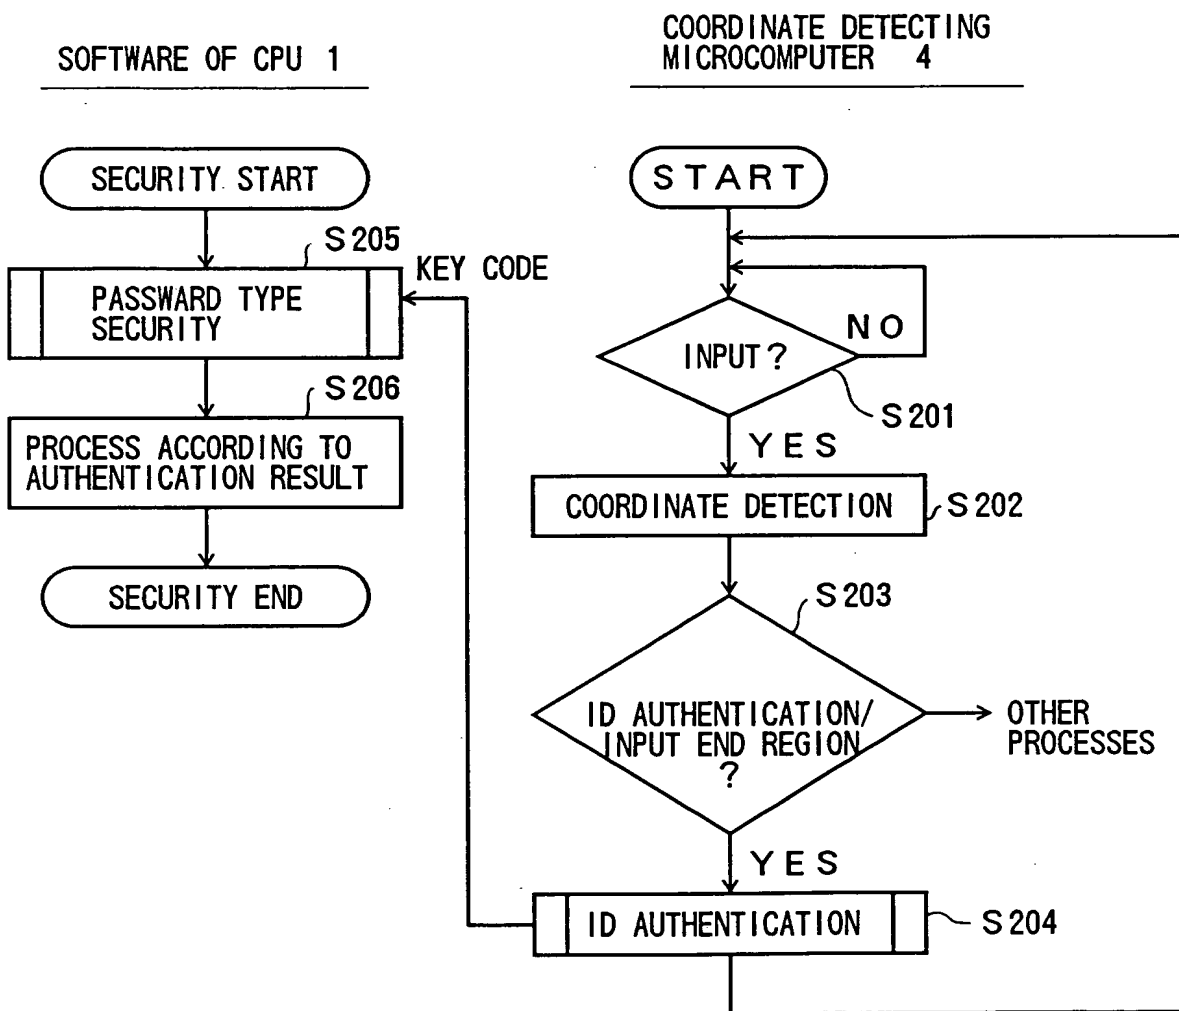 SOFTWARE OF CPU 1
SECURITY START
S205
KEY CODE
PASSWARD TYPE
SECURITY
S206
PROCESS ACCORDING TO
AUTHENTICATION RESULT
SECURITY END
COORDINATE DETECTING
MICROCOMPUTER 4
START
INPUT?
NO
S201
YES
COORDINATE DETECTION
S202
S203
ID AUTHENTICATION/
INPUT END REGION
?
OTHER
PROCESSES
YES
ID AUTHENTICATION
S204